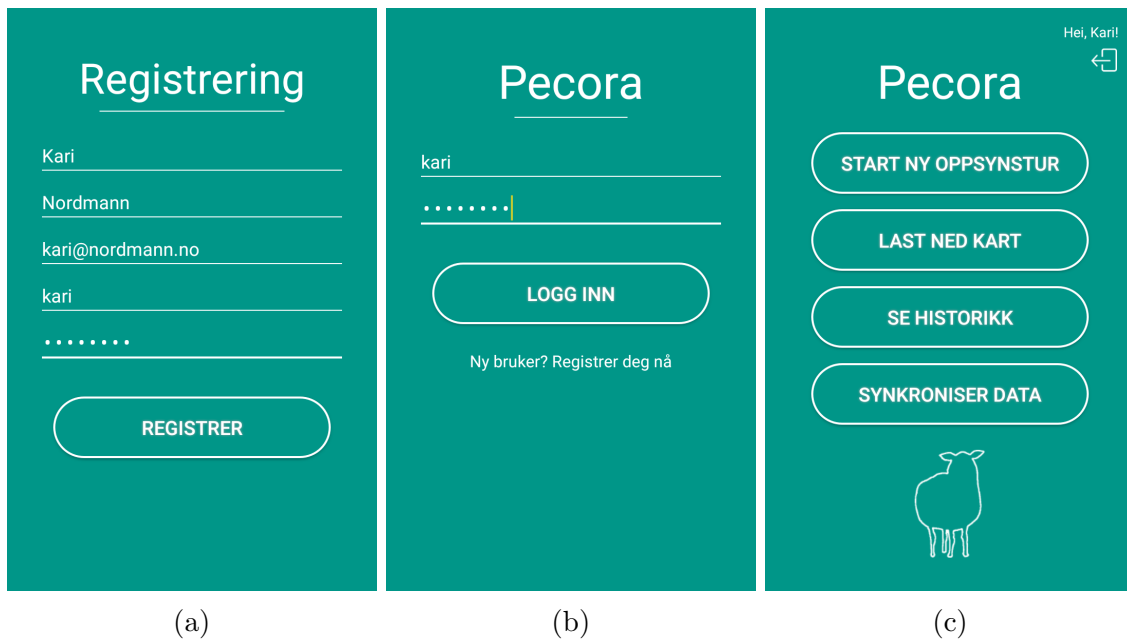 Registrering
Kari
Nordmann
kari@nordmann.no
kari
••••••••
REGISTRER
(a)
Pecora
kari
••••••••
LOGG INN
Ny bruker? Registrer deg nå
(b)
Hei, Kari!
Pecora
START NY OPPSYNSTUR
LAST NED KART
SE HISTORIKK
SYNKRONISER DATA
(c)